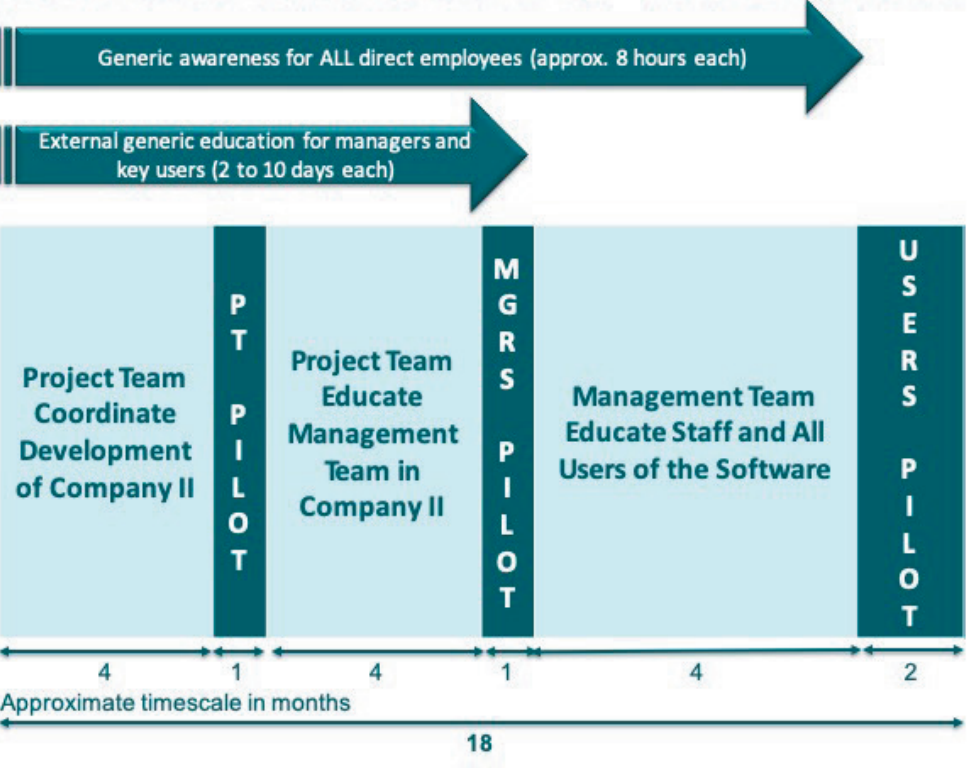 Generic awareness for ALL direct employees (approx. 8 hours each)
External generic education for managers and
key users (2 to 10 days each)
Project Team
Coordinate
Development
of Company II
PT PILOT
Project Team
Educate
Management
Team in
Company II
MGRS PILOT
Management Team
Educate Staff and All
Users of the Software
USERS PILOT
4
1
4
1
4
2
Approximate timescale in months
18